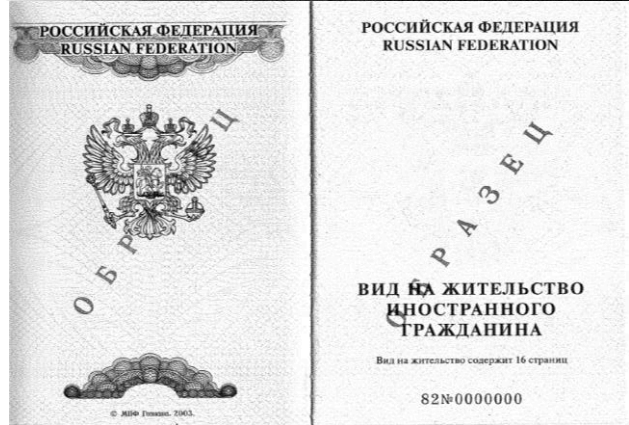 РОССИЙСКАЯ ФЕДЕРАЦИЯ
RUSSIAN FEDERATION
ОБРАЗЕЦ
© МПФ Гознак. 2003.
РОССИЙСКАЯ ФЕДЕРАЦИЯ
RUSSIAN FEDERATION
ОБРАЗЕЦ
ВИД НА ЖИТЕЛЬСТВО
ИНОСТРАННОГО
ГРАЖДАНИНА
Вид на жительство содержит 16 страниц
82№0000000